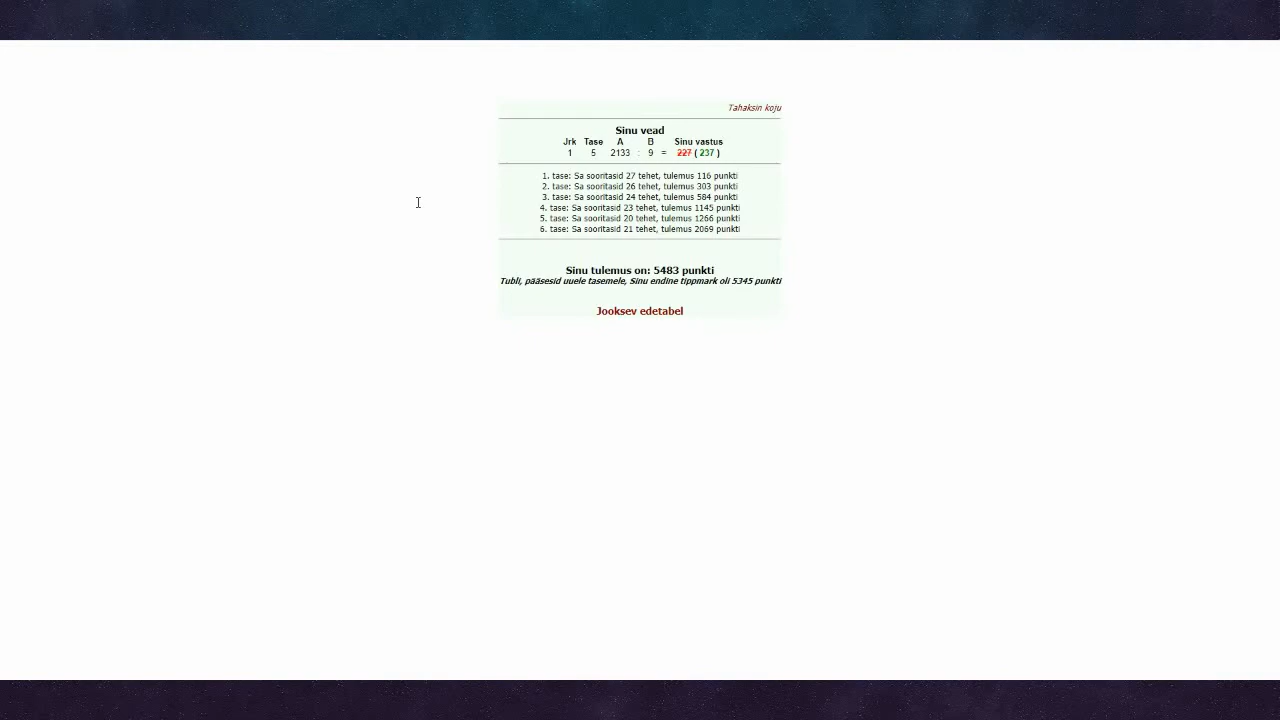 Tahaksin koju
Sinu vead
Jrk Tase A B Sinu vastus
1 5 2133 : 9 = 227 ( 237 )
1. tase: Sa sooritasid 27 tehet, tulemus 116 punkti
2. tase: Sa sooritasid 26 tehet, tulemus 303 punkti
3. tase: Sa sooritasid 24 tehet, tulemus 584 punkti
4. tase: Sa sooritasid 23 tehet, tulemus 1145 punkti
5. tase: Sa sooritasid 20 tehet, tulemus 1266 punkti
6. tase: Sa sooritasid 21 tehet, tulemus 2069 punkti
Sinu tulemus on: 5483 punkti
Tubli, pääsesid uuele tasemele, Sinu endine tippmark oli 5345 punkti
Jooksev edetabel